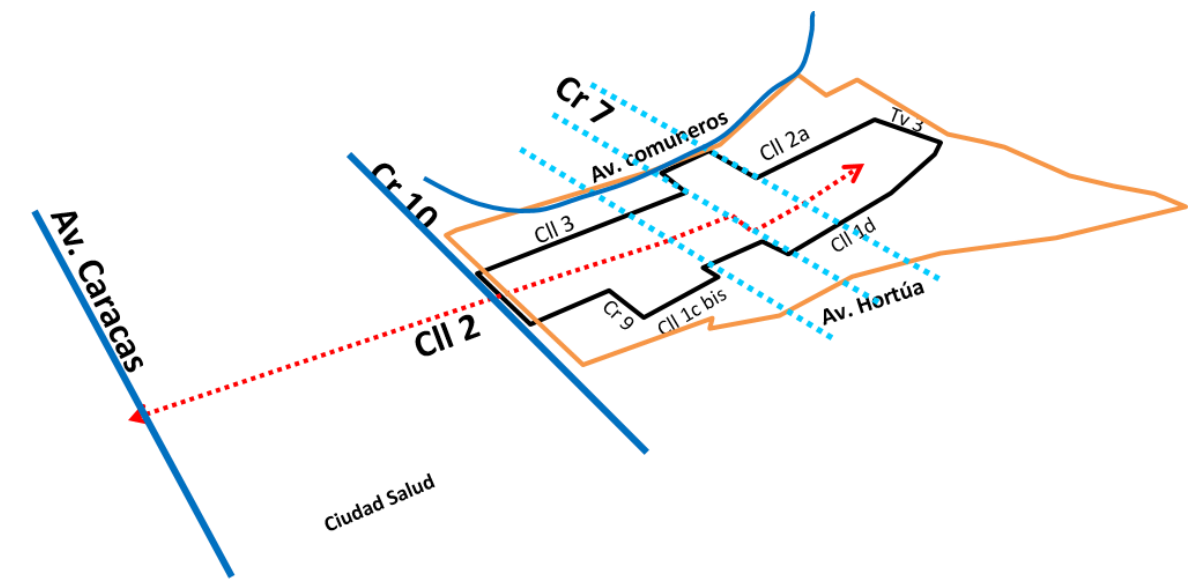 Cr 7
Av. comuneros
Cll 2a
Tv 3
Cr 10
Cll 3
Av. Caracas
Cll 1d
Cll 2
Cr 9
Cll 1c bis
Av. Hortúa
Ciudad Salud